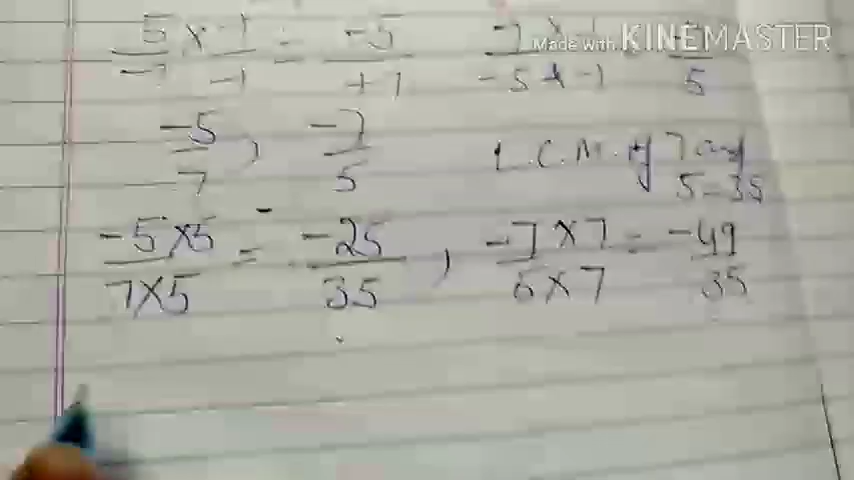 5 × -1 / -7 × -1 = -5 / +7    7 × 1 / -5 × -1    5
Made with KINEMASTER
-5/7 , -7/5    L.C.M. of 7 and 5 = 35
-5×5 / 7×5 = -25/35 , -7×7 / 5×7 = -49/35